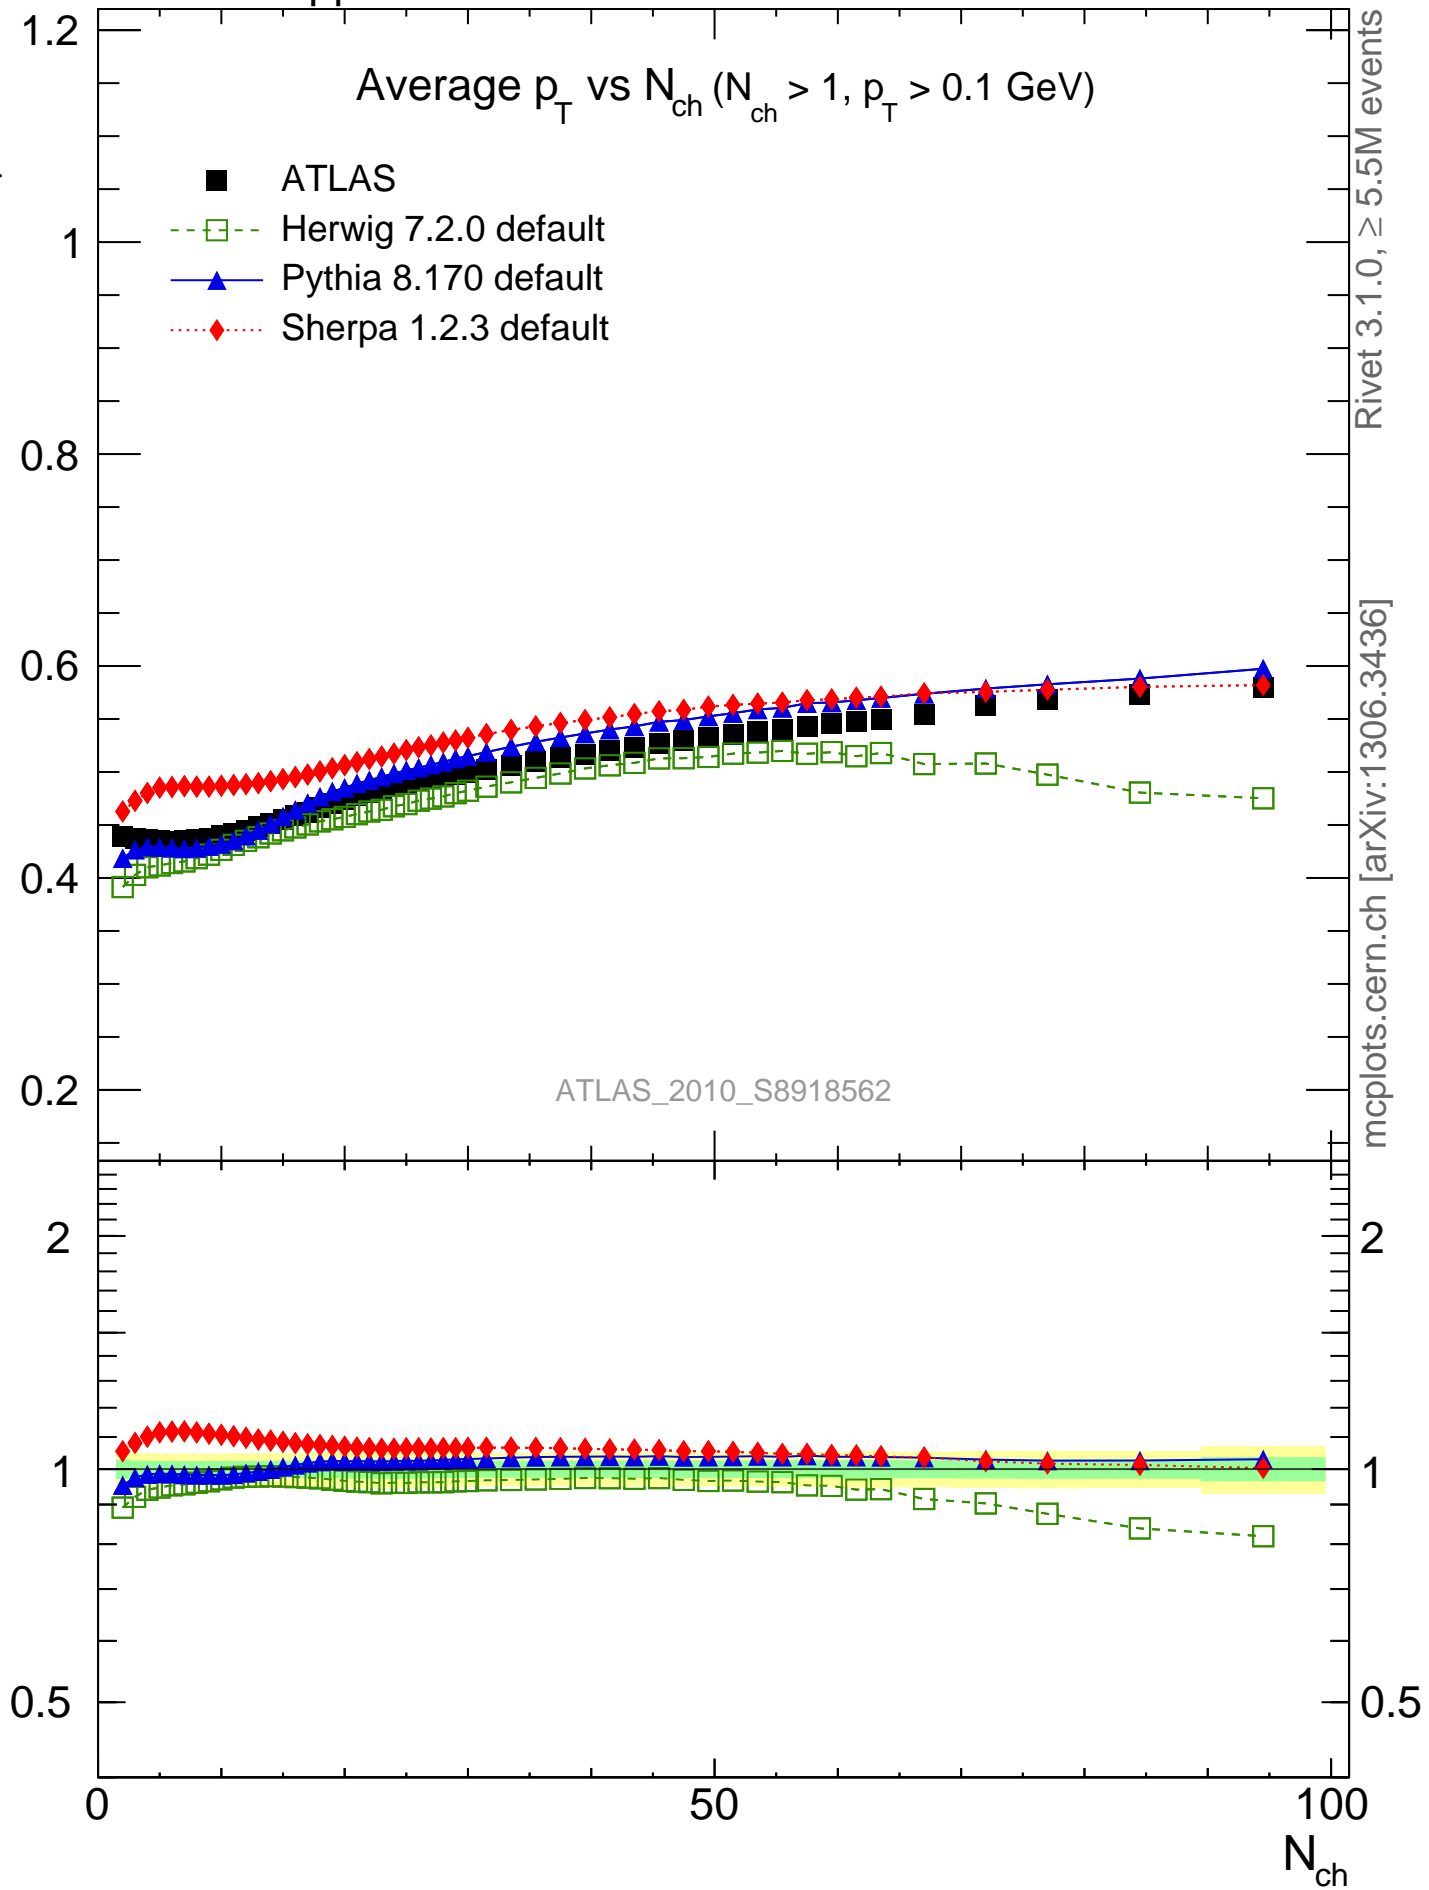 Average p_T vs N_ch (N_ch > 1, p_T > 0.1 GeV)
ATLAS
Herwig 7.2.0 default
Pythia 8.170 default
Sherpa 1.2.3 default
1.2
1
0.8
0.6
0.4
0.2
ATLAS_2010_S8918562
2
1
0.5
2
1
0.5
0
50
100
N_ch
Rivet 3.1.0, ≥ 5.5M events
mcplots.cern.ch [arXiv:1306.3436]